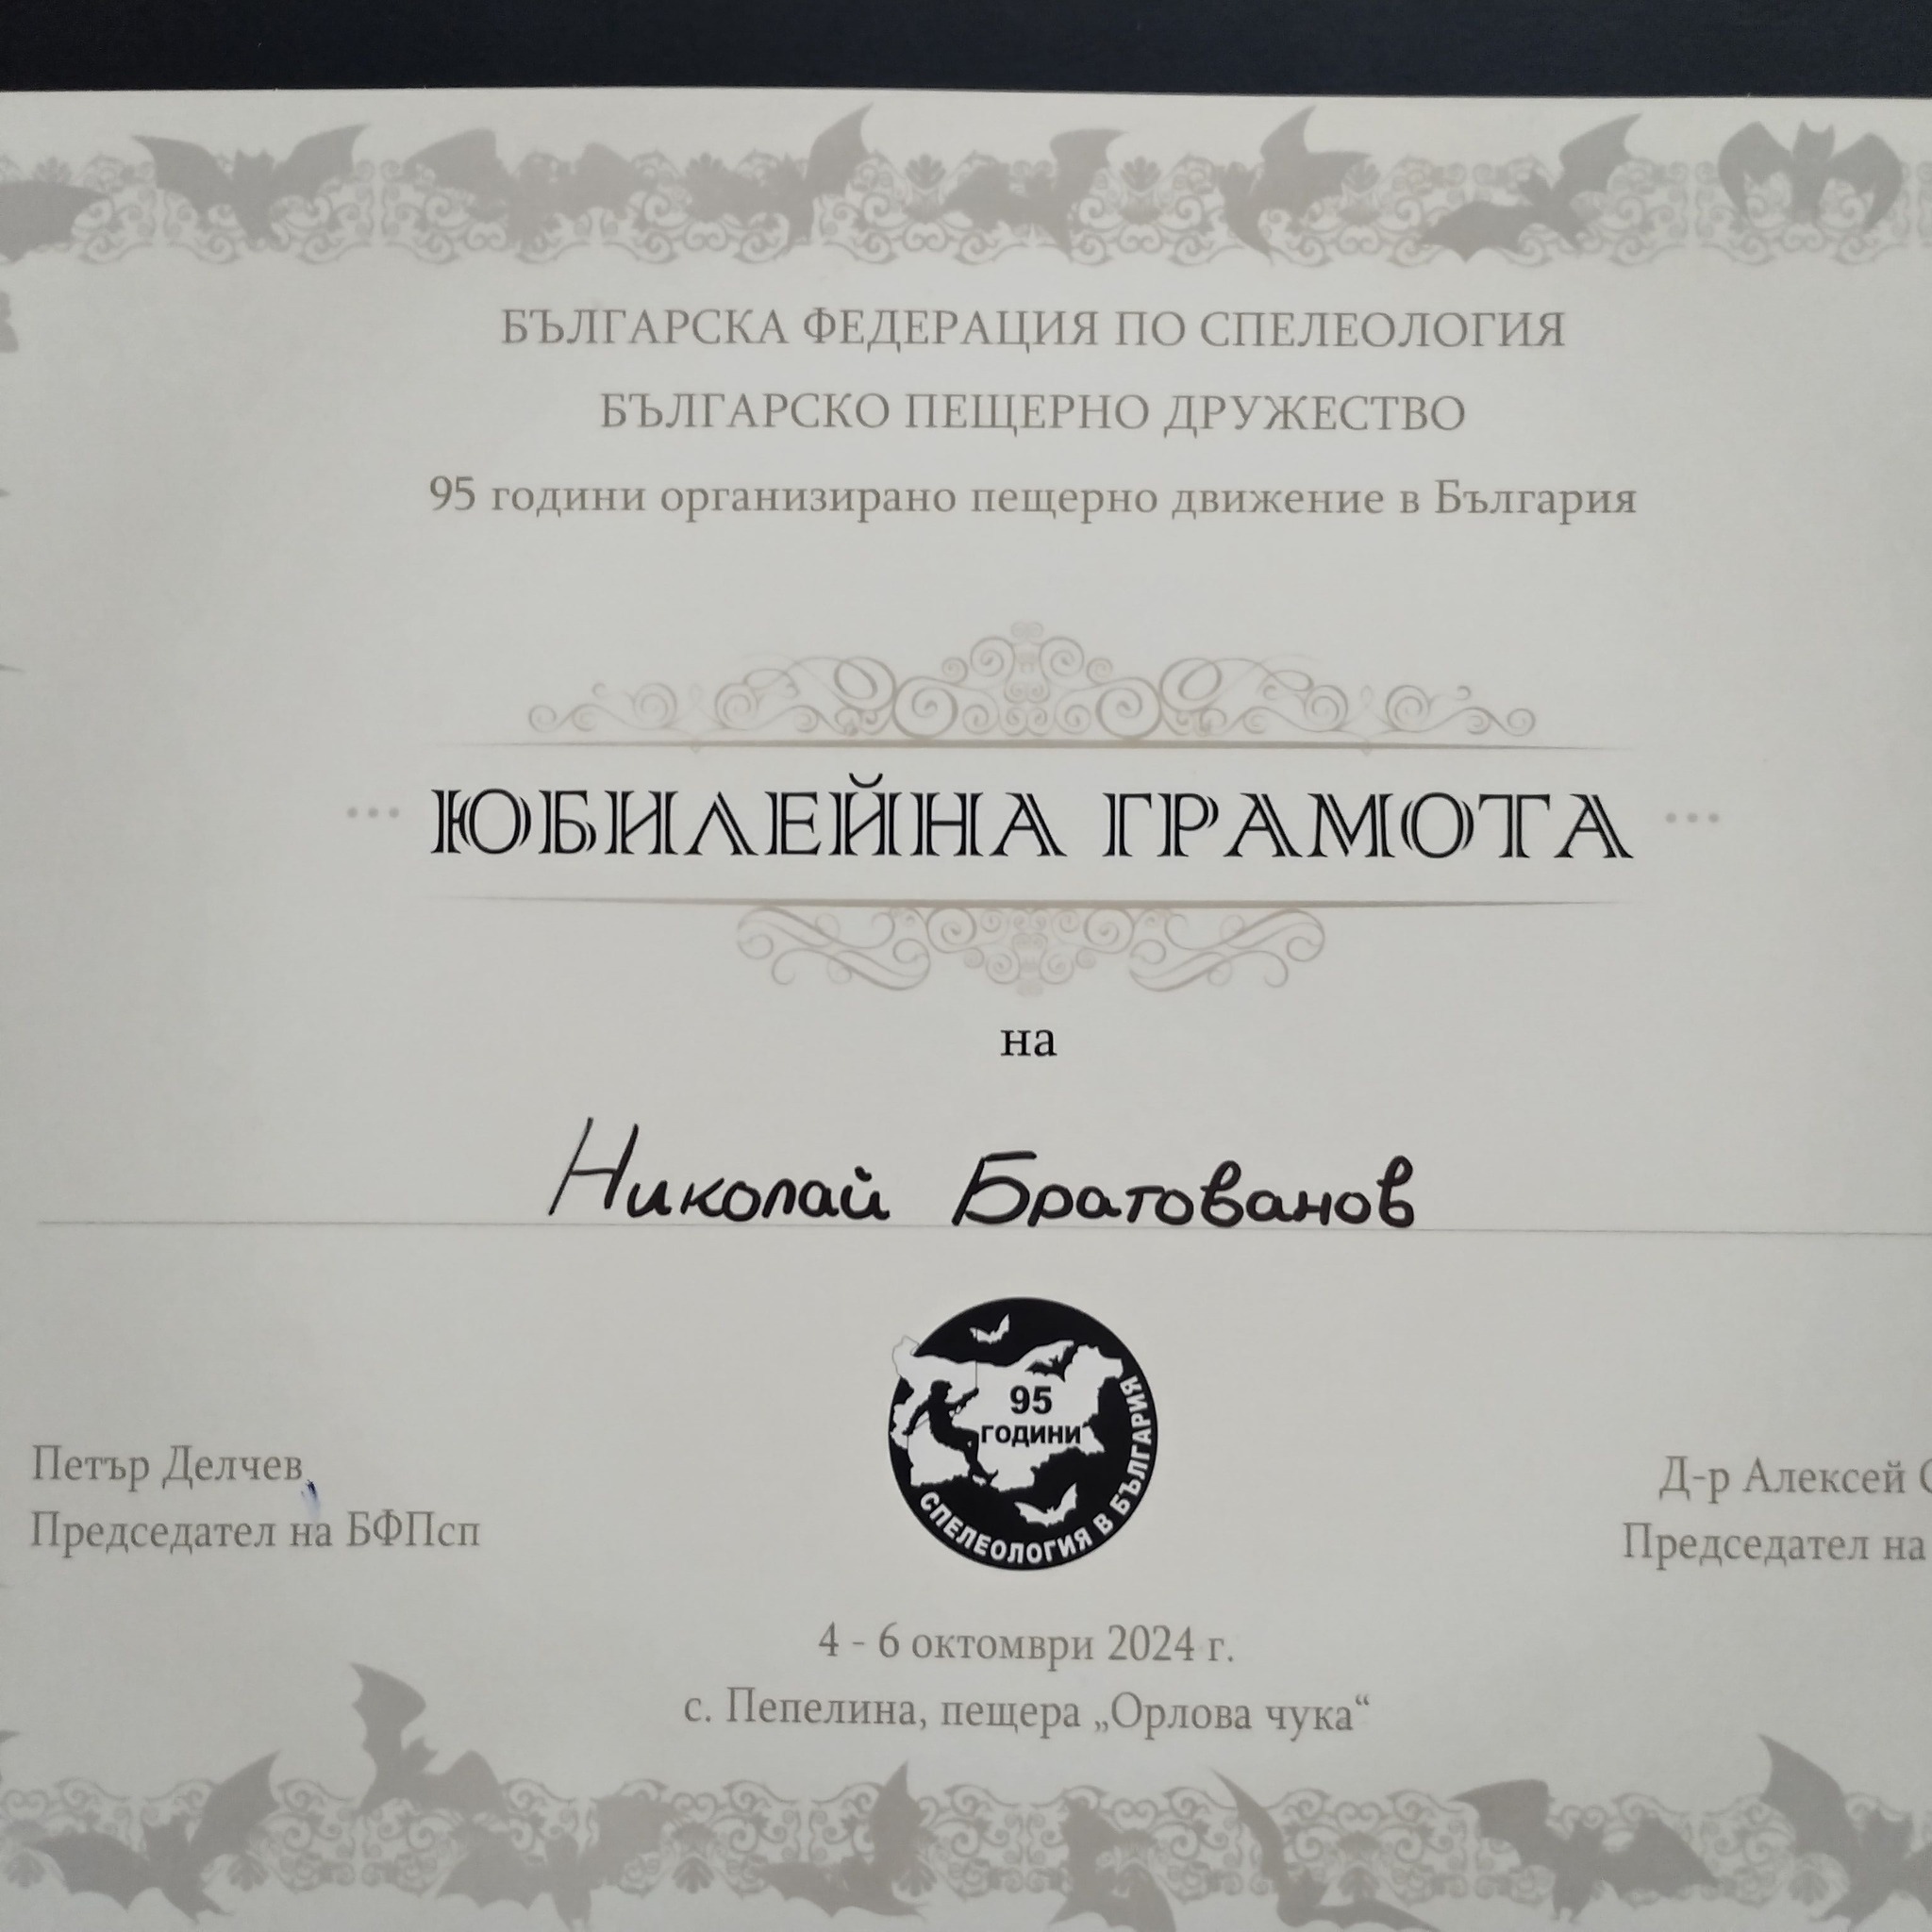 БЪЛГАРСКА ФЕДЕРАЦИЯ ПО СПЕЛЕОЛОГИЯ
БЪЛГАРСКО ПЕЩЕРНО ДРУЖЕСТВО
95 години организирано пещерно движение в България
ЮБИЛЕЙНА ГРАМОТА
на
Николай Братованов
95
ГОДИНИ
СПЕЛЕОЛОГИЯ В БЪЛГАРИЯ
Петър Делчев
Председател на БФПсп
Д-р Алексей
Председател на
4 - 6 октомври 2024 г.
с. Пепелина, пещера „Орлова чука“